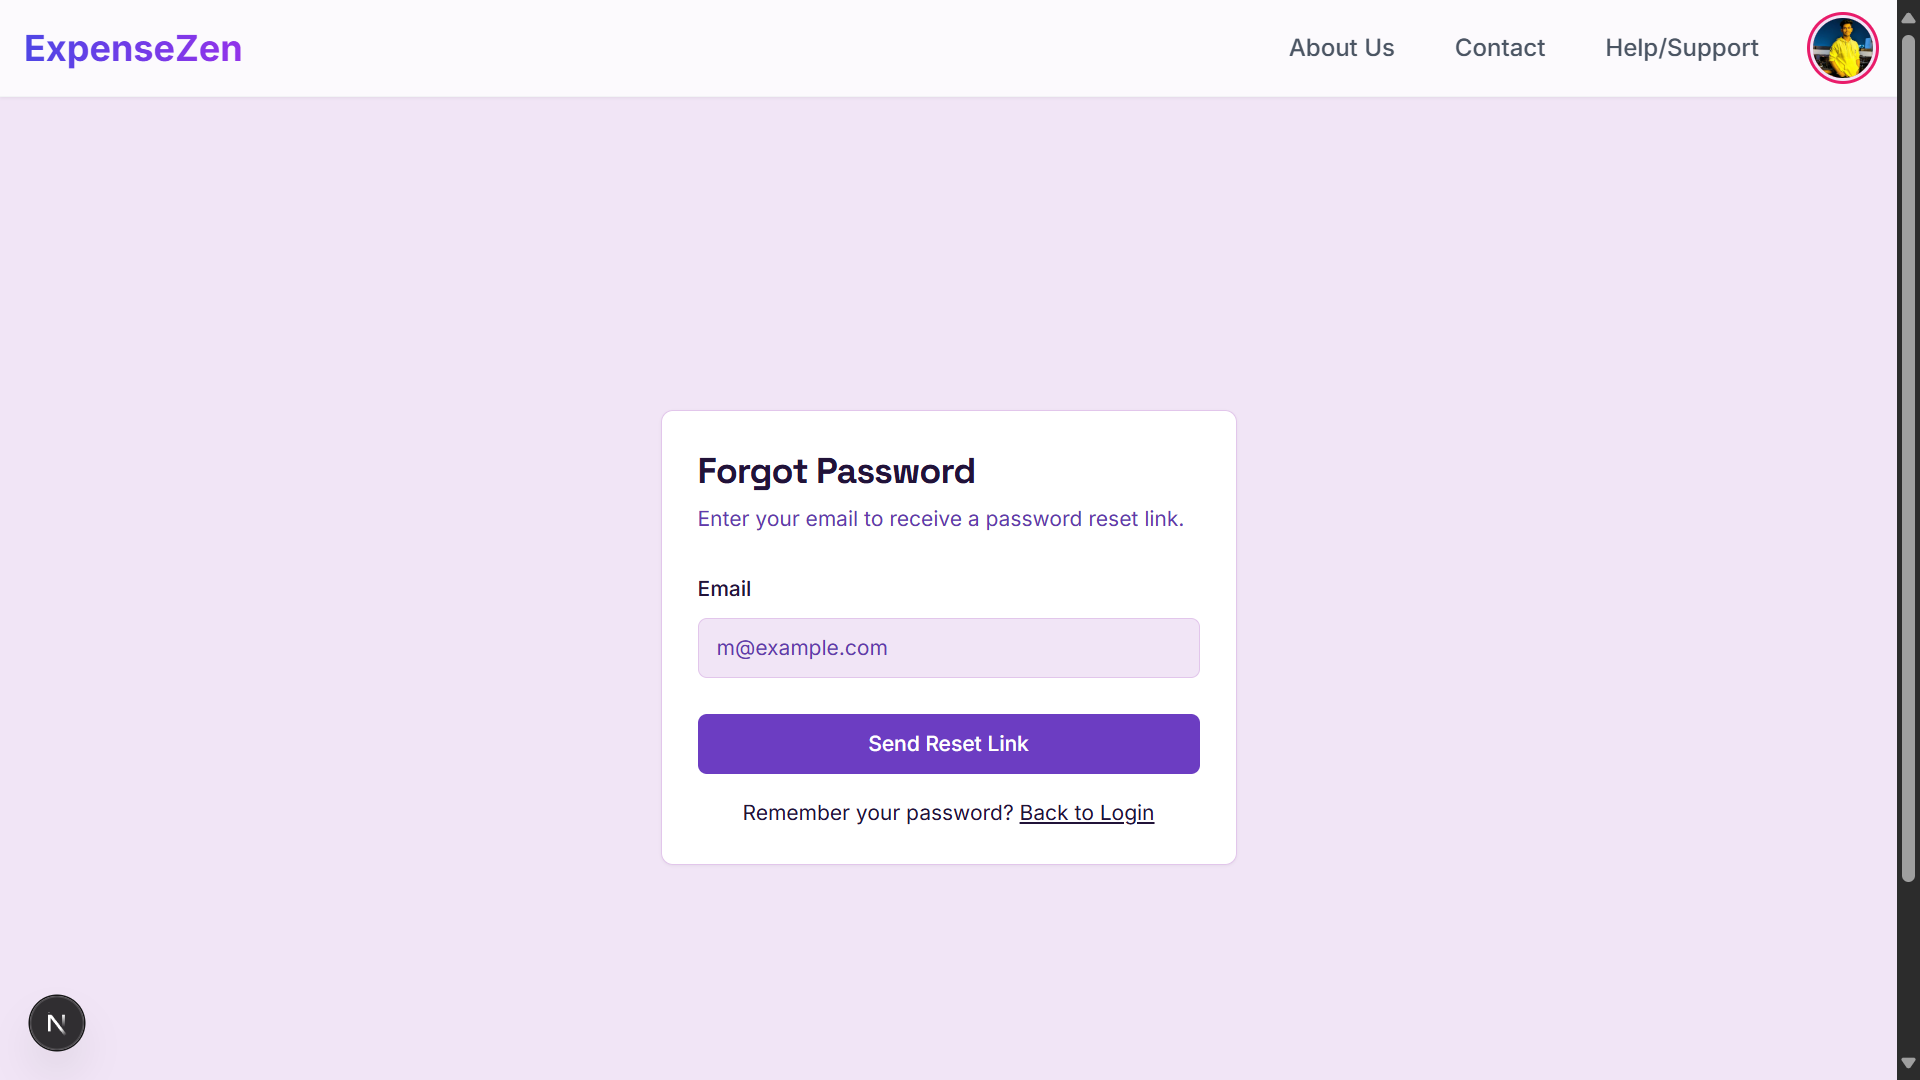 ExpenseZen
About Us Contact Help/Support
Forgot Password
Enter your email to receive a password reset link.
Email
m@example.com
Send Reset Link
Remember your password? Back to Login
N